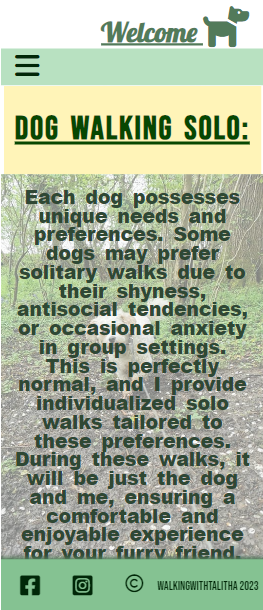 Welcome
DOG WALKING SOLO:
Each dog possesses
unique needs and
preferences. Some
dogs may prefer
solitary walks due to
their shyness,
antisocial tendencies,
or occasional anxiety
in group settings.
This is perfectly
normal, and I provide
individualized solo
walks tailored to
these preferences.
During these walks, it
will be just the dog
and me, ensuring a
comfortable and
enjoyable experience
for your furry friend.
© WALKINGWITHTALITHA 2023